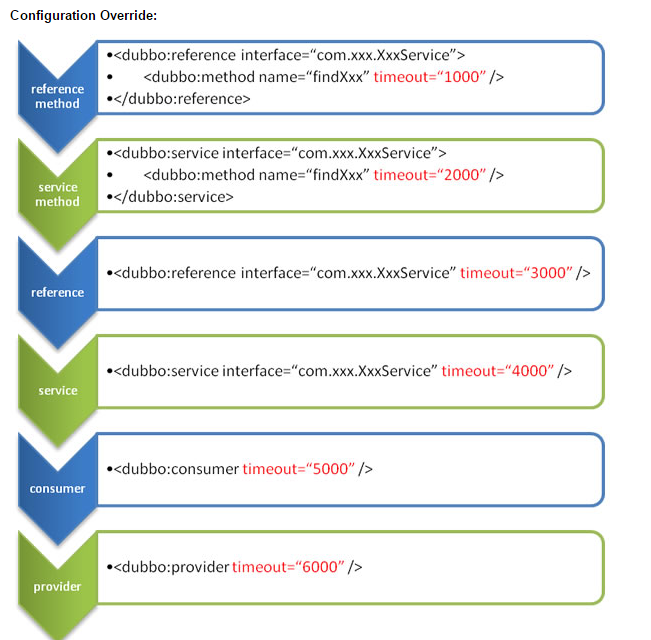 Configuration Override:
reference
method
•<dubbo:reference interface=“com.xxx.XxxService”>
• <dubbo:method name=“findXxx” timeout=“1000” />
•</dubbo:reference>
service
method
•<dubbo:service interface=“com.xxx.XxxService”>
• <dubbo:method name=“findXxx” timeout=“2000” />
•</dubbo:service>
reference
•<dubbo:reference interface=“com.xxx.XxxService” timeout=“3000” />
service
•<dubbo:service interface=“com.xxx.XxxService” timeout=“4000” />
consumer
•<dubbo:consumer timeout=“5000” />
provider
•<dubbo:provider timeout=“6000” />